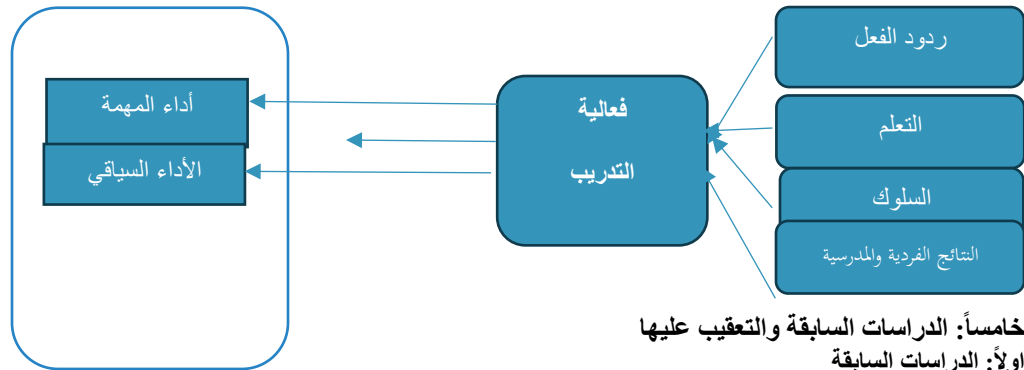 ردود الفعل
التعلم
السلوك
النتائج الفردية والمدرسية
فعالية
التدريب
أداء المهمة
الأداء السياقي
خامساً: الدراسات السابقة والتعقيب عليها
اولاً: الدراسات السابقة